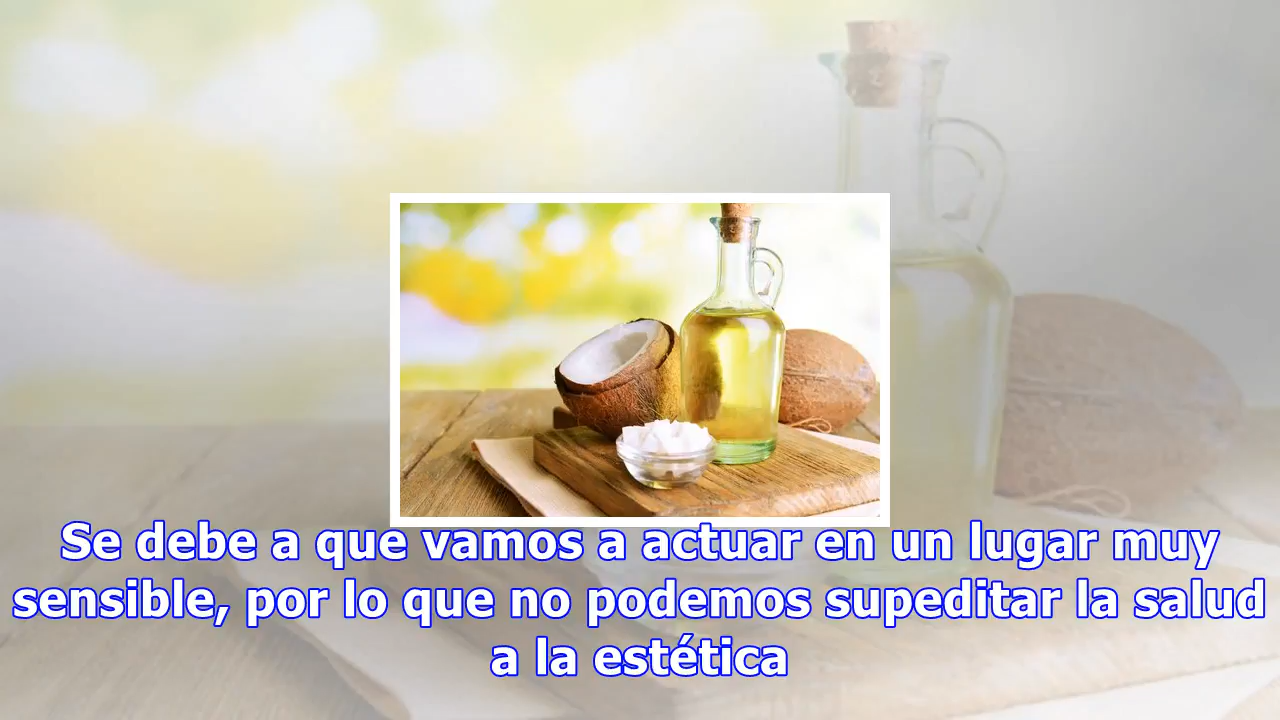 Se debe a que vamos a actuar en un lugar muy
sensible, por lo que no podemos supeditar la salud
a la estética